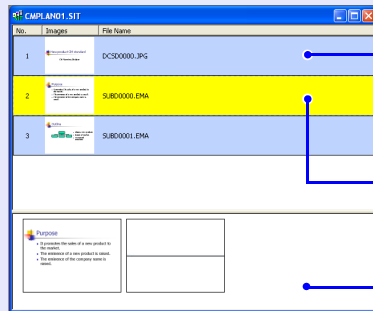 CMPLAN01.SIT
No. Images File Name
1 DCSD0000.JPG
2 Purpose SUBD0000.EMA
3 SUBD0001.EMA
Purpose
• It promotes the sales of a new product to
the market.
• The existence of a new product is raised.
• The existence of the company name is
raised.